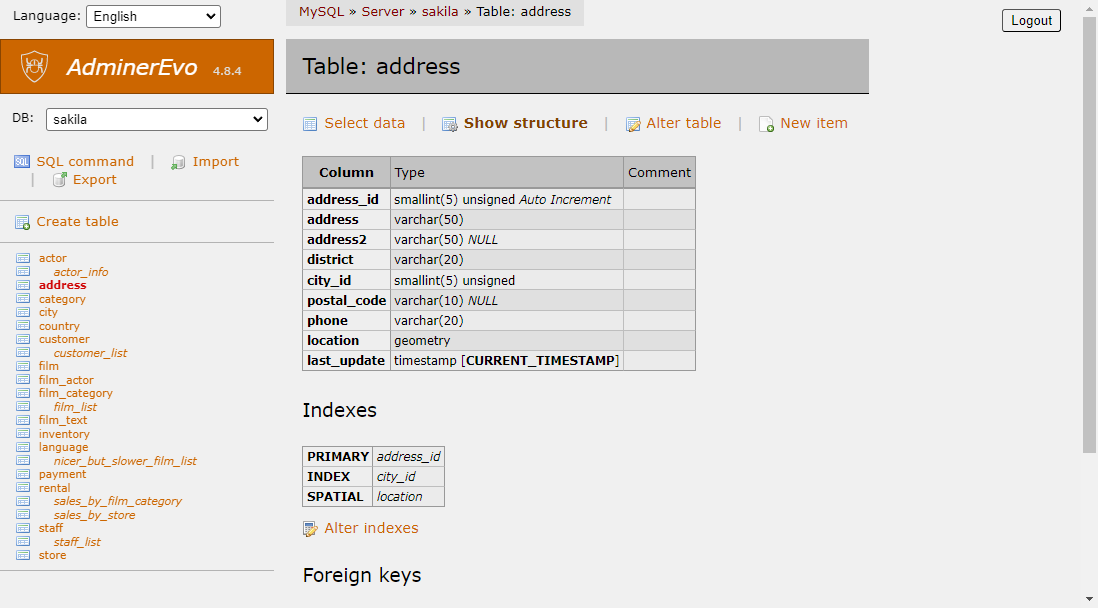 Language: English
MySQL » Server » sakila » Table: address
Logout
AdminerEvo 4.8.4
Table: address
DB: sakila
Select data | Show structure | Alter table | New item
SQL command | Import
| Export
Create table
actor
actor_info
address
category
city
country
customer
customer_list
film
film_actor
film_category
film_list
film_text
inventory
language
nicer_but_slower_film_list
payment
rental
sales_by_film_category
sales_by_store
staff
staff_list
store
Column Type Comment
address_id smallint(5) unsigned Auto Increment
address varchar(50)
address2 varchar(50) NULL
district varchar(20)
city_id smallint(5) unsigned
postal_code varchar(10) NULL
phone varchar(20)
location geometry
last_update timestamp [CURRENT_TIMESTAMP]
Indexes
PRIMARY address_id
INDEX city_id
SPATIAL location
Alter indexes
Foreign keys